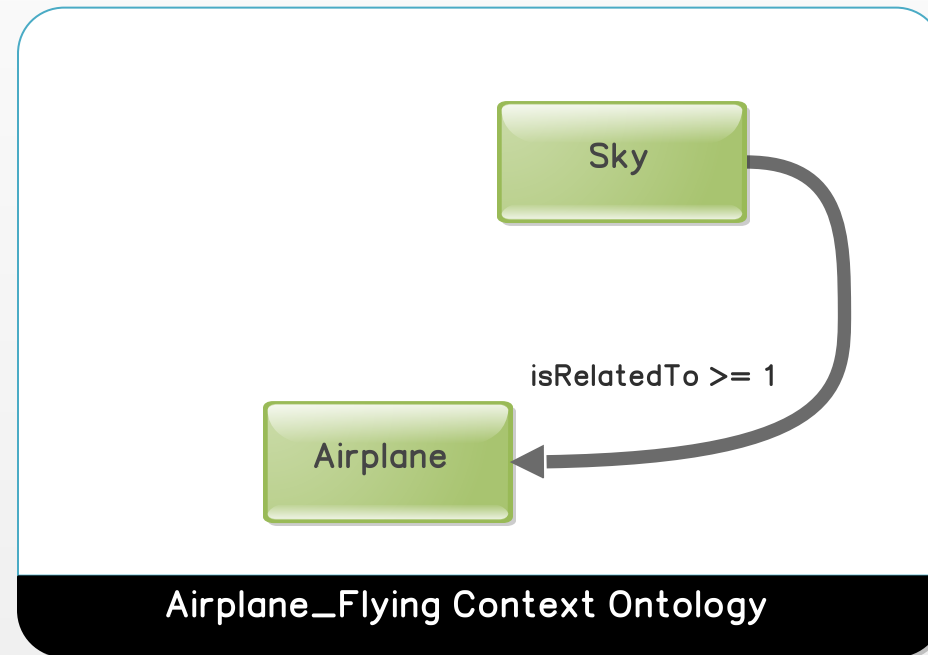 Sky
isRelatedTo >= 1
Airplane
Airplane_Flying Context Ontology